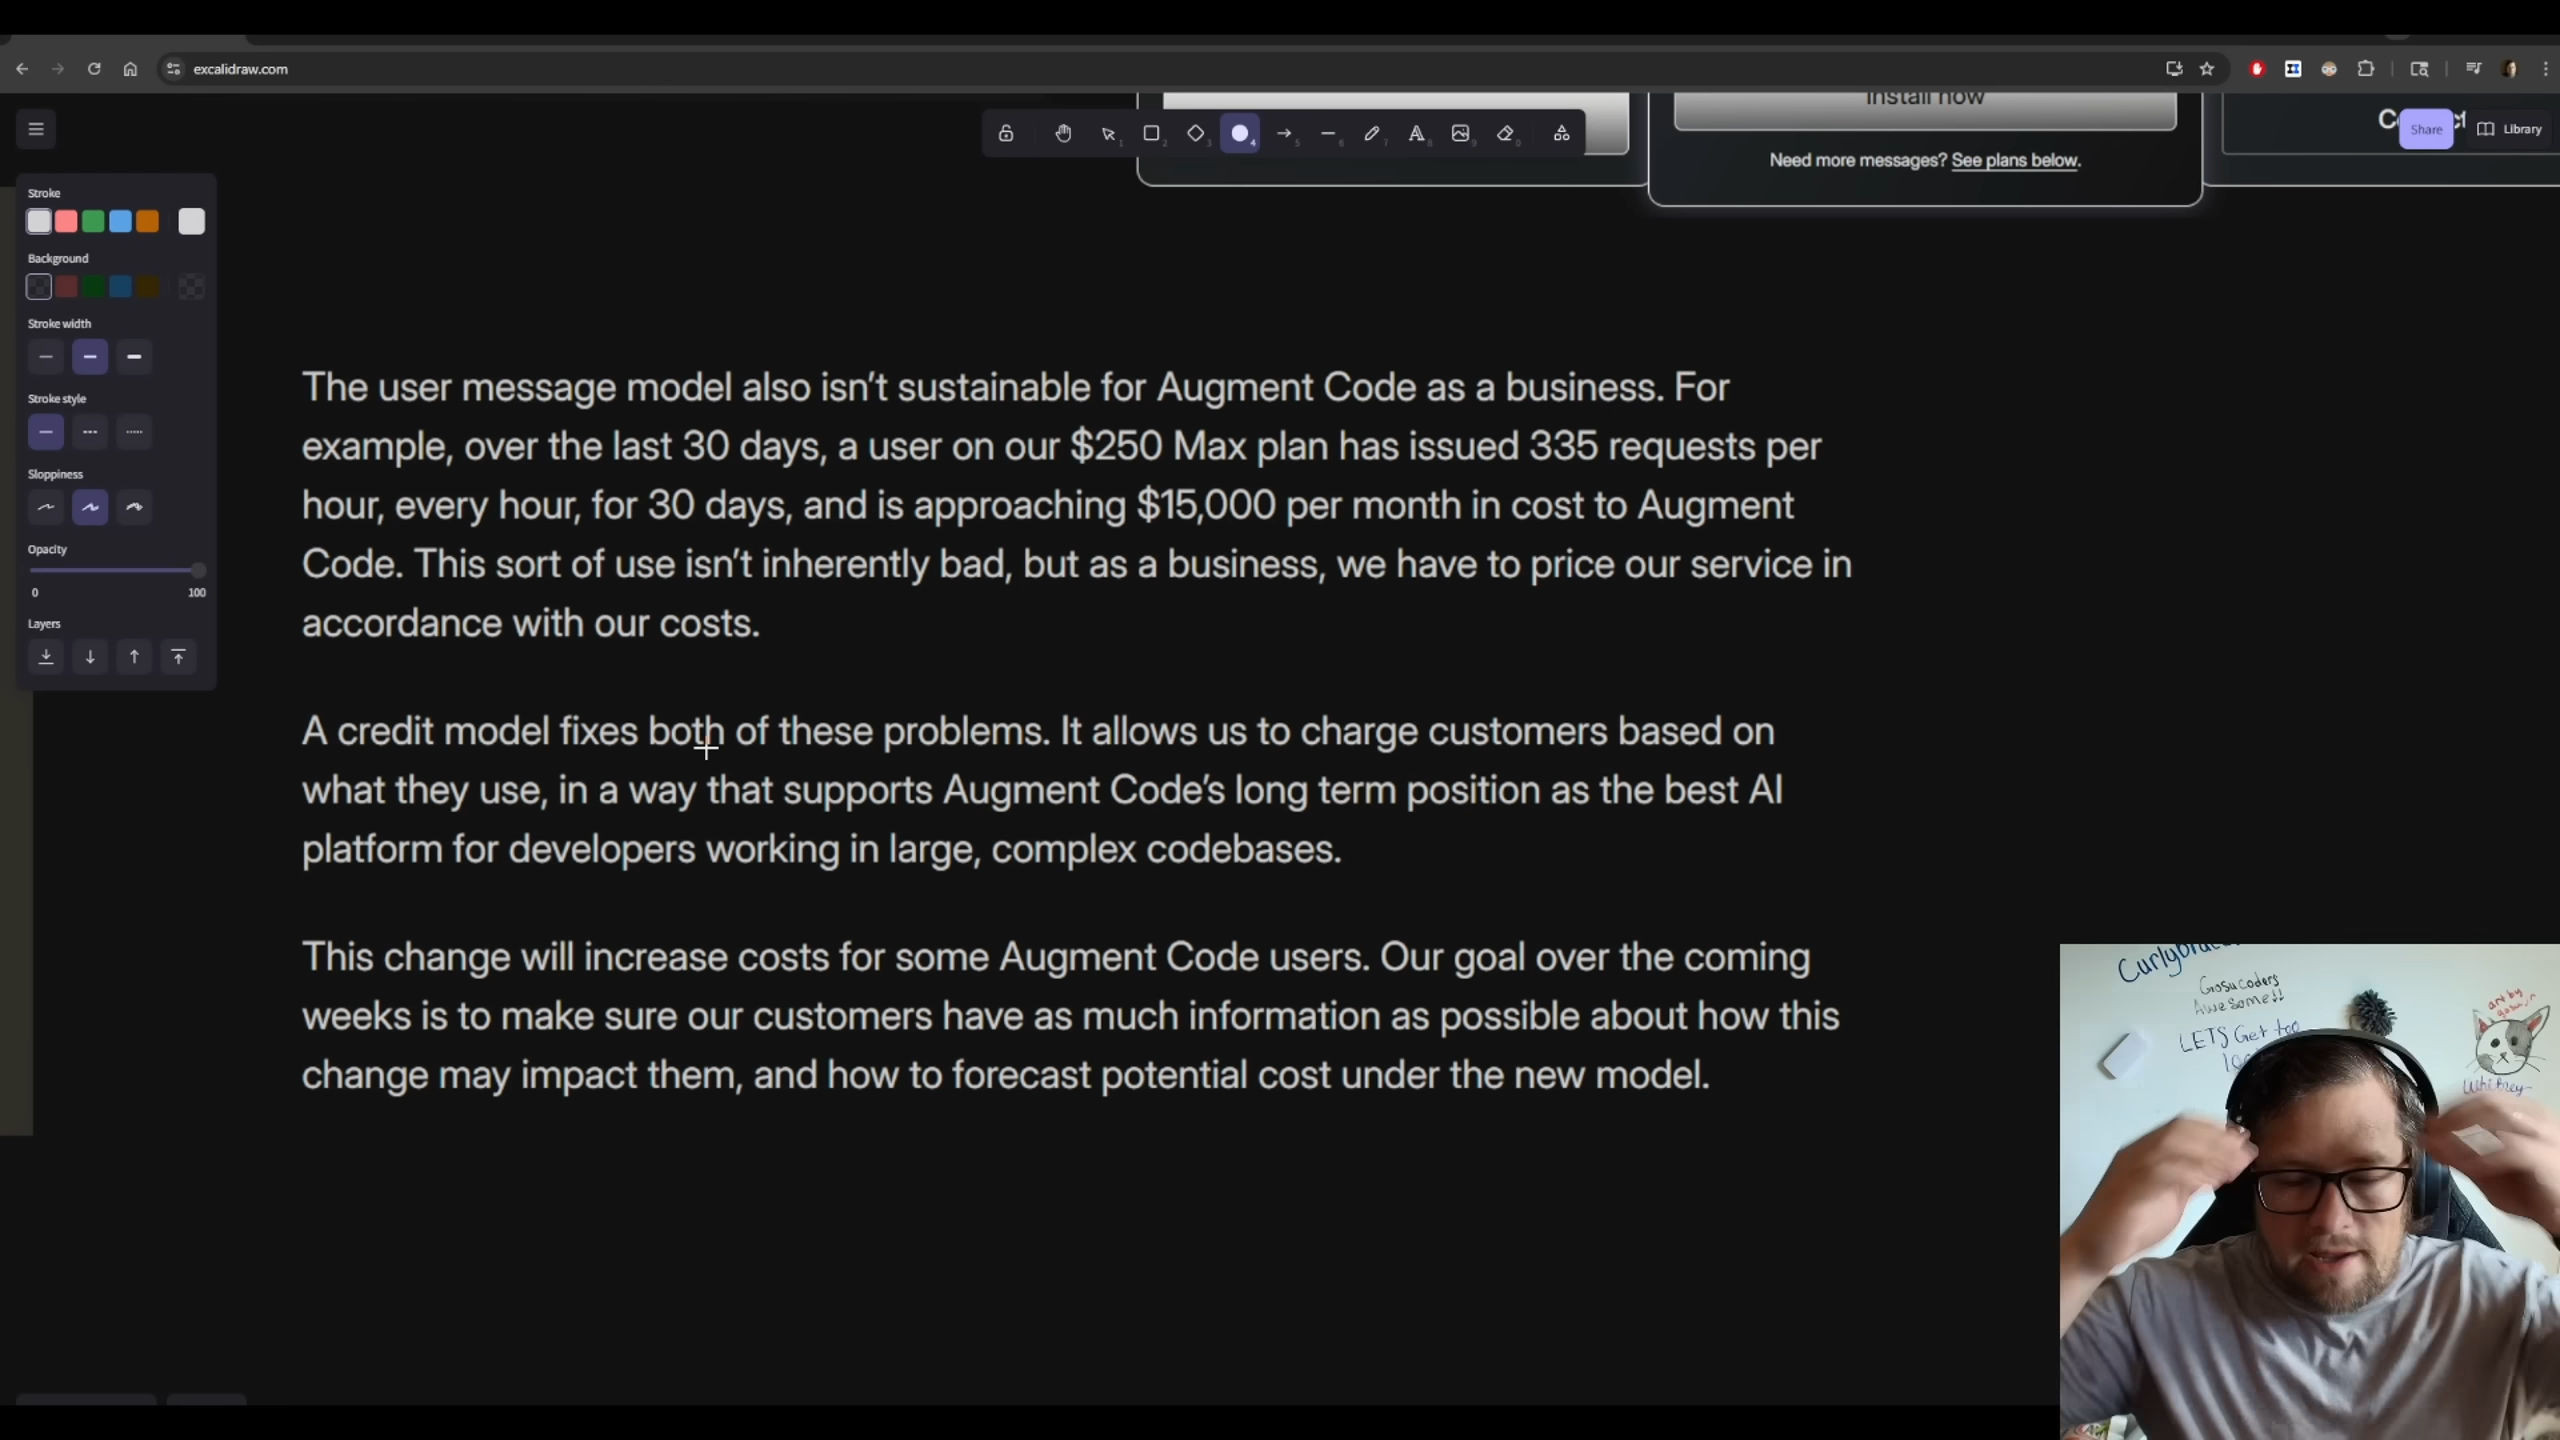 excalidraw.com
Install now
Share
Library
Need more messages? See plans below.
Stroke
Background
Stroke width
Stroke style
Sloppiness
Opacity
0 100
Layers
The user message model also isn’t sustainable for Augment Code as a business. For
example, over the last 30 days, a user on our $250 Max plan has issued 335 requests per
hour, every hour, for 30 days, and is approaching $15,000 per month in cost to Augment
Code. This sort of use isn’t inherently bad, but as a business, we have to price our service in
accordance with our costs.
A credit model fixes both of these problems. It allows us to charge customers based on
what they use, in a way that supports Augment Code’s long term position as the best AI
platform for developers working in large, complex codebases.
This change will increase costs for some Augment Code users. Our goal over the coming
weeks is to make sure our customers have as much information as possible about how this
change may impact them, and how to forecast potential cost under the new model.
Gosucoders
Awesome!!
LETS Get too
art by
Whitney